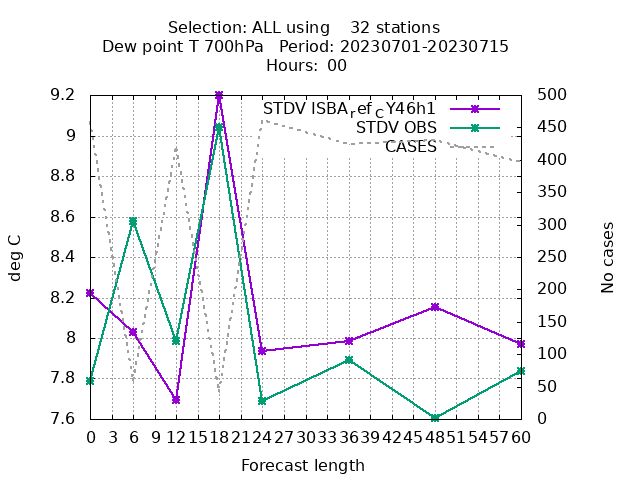 Selection: ALL using    32 stations
Dew point T 700hPa   Period: 20230701-20230715
Hours:  00
STDV ISBA_ref_CY46h1
STDV OBS
CASES
9.2
9
8.8
8.6
8.4
8.2
8
7.8
7.6
deg C
500
450
400
350
300
250
200
150
100
50
0
No cases
0 3 6 9 12 15 18 21 24 27 30 33 36 39 42 45 48 51 54 57 60
Forecast length